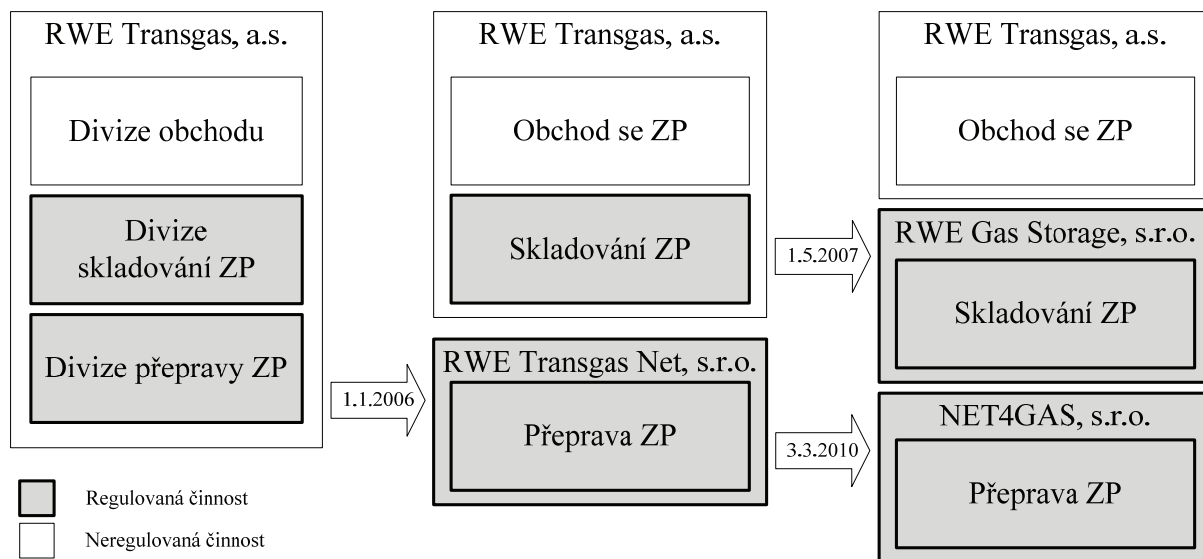 RWE Transgas, a.s.
Divize obchodu
Divize
skladování ZP
Divize přepravy ZP
1.1.2006
RWE Transgas, a.s.
Obchod se ZP
Skladování ZP
RWE Transgas Net, s.r.o.
Přeprava ZP
1.5.2007
3.3.2010
RWE Transgas, a.s.
Obchod se ZP
RWE Gas Storage, s.r.o.
Skladování ZP
NET4GAS, s.r.o.
Přeprava ZP
Regulovaná činnost
Neregulovaná činnost